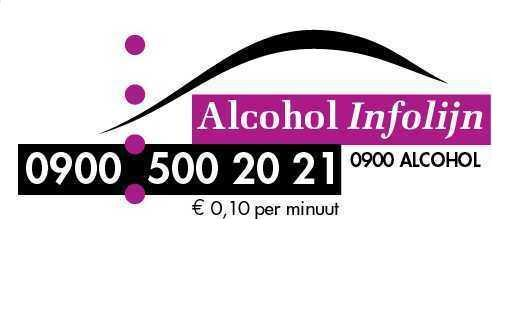 Alcohol Infolijn
0900 500 20 21 0900 ALCOHOL
€ 0,10 per minuut